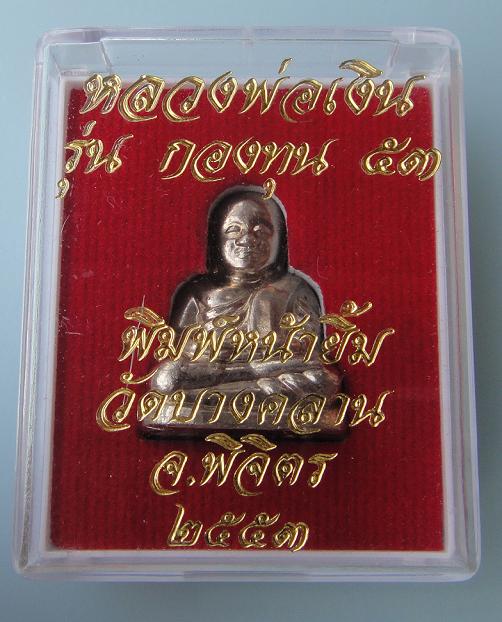 หลวงพ่อเงิน
รุ่น กองทุน ๕๓
พิมพ์หน้ายิ้ม
วัดบางคลาน
จ.พิจิตร
๒๕๕๓